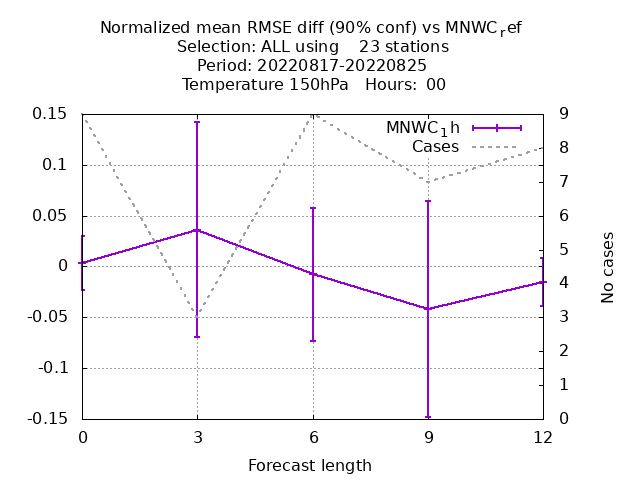 Normalized mean RMSE diff (90% conf) vs MNWC_ref
Selection: ALL using    23 stations
Period: 20220817-20220825
Temperature 150hPa   Hours:  00
MNWC_1h
Cases
0.15
0.1
0.05
0
-0.05
-0.1
-0.15
9
8
7
6
5
4
3
2
1
0
No cases
0 3 6 9 12
Forecast length